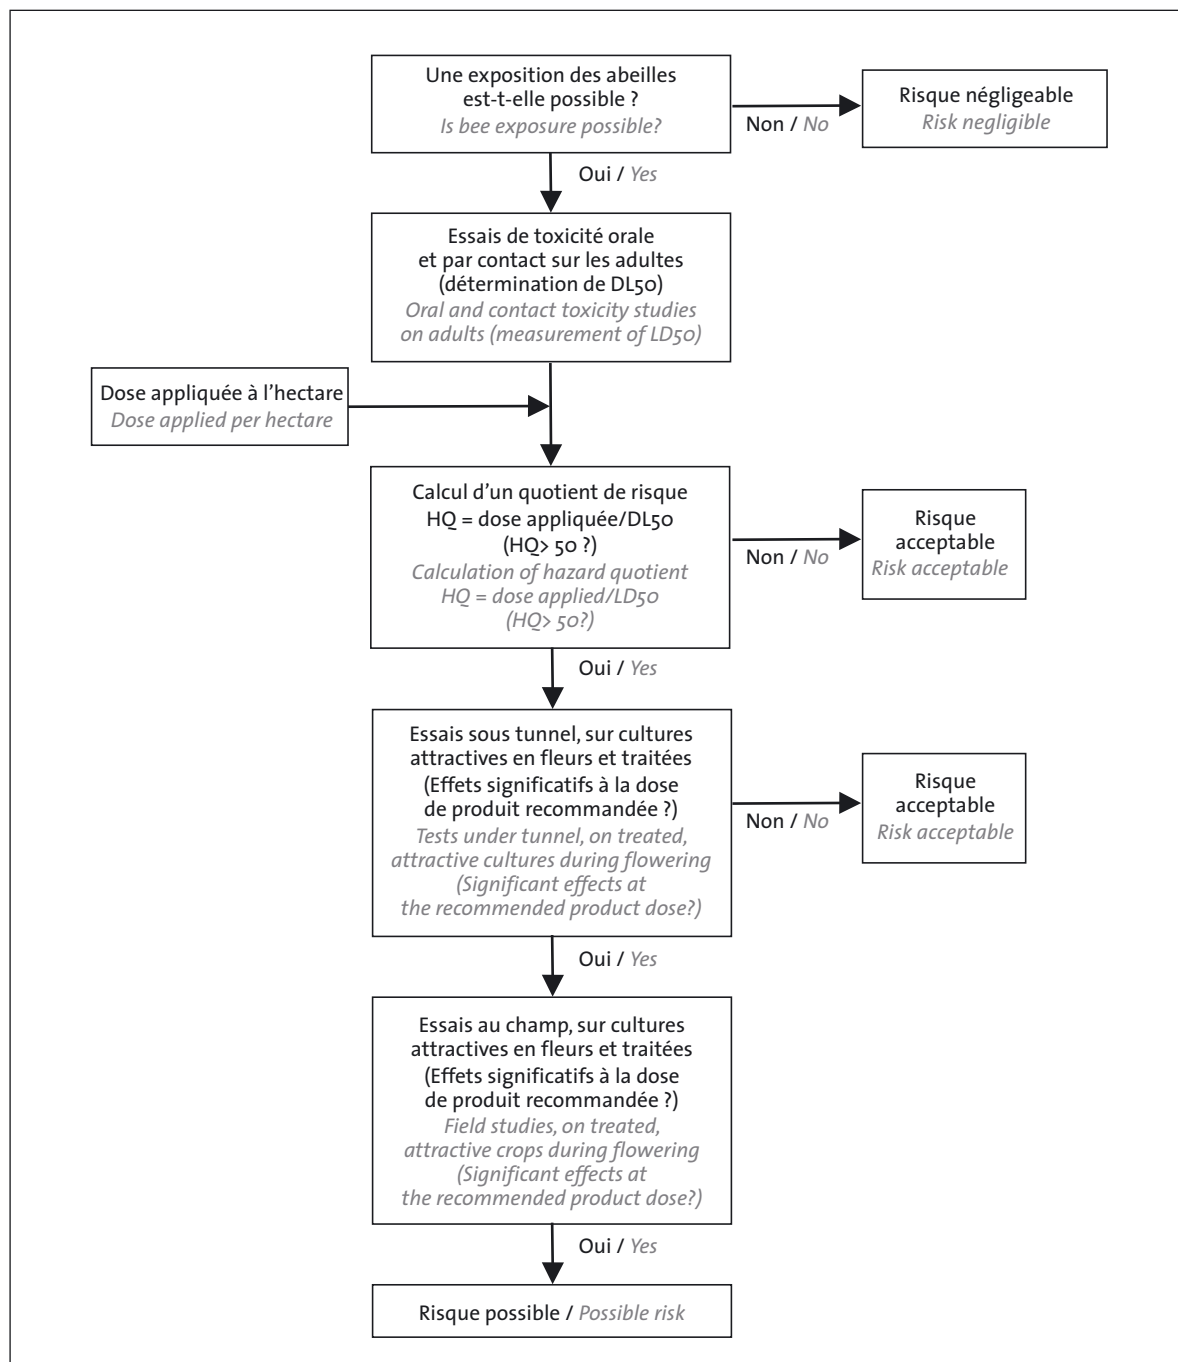 Une exposition des abeilles
est-t-elle possible ?
Is bee exposure possible?
Non / No
Risque négligeable
Risk negligible
Oui / Yes
Essais de toxicité orale
et par contact sur les adultes
(détermination de DL50)
Oral and contact toxicity studies
on adults (measurement of LD50)
Dose appliquée à l'hectare
Dose applied per hectare
Calcul d'un quotient de risque
HQ = dose appliquée/DL50
(HQ> 50 ?)
Calculation of hazard quotient
HQ = dose applied/LD50
(HQ> 50?)
Non / No
Risque
acceptable
Risk acceptable
Oui / Yes
Essais sous tunnel, sur cultures
attractives en fleurs et traitées
(Effets significatifs à la dose
de produit recommandée ?)
Tests under tunnel, on treated,
attractive cultures during flowering
(Significant effects at
the recommended product dose?)
Non / No
Risque
acceptable
Risk acceptable
Oui / Yes
Essais au champ, sur cultures
attractives en fleurs et traitées
(Effets significatifs à la dose
de produit recommandée ?)
Field studies, on treated,
attractive crops during flowering
(Significant effects at
the recommended product dose?)
Oui / Yes
Risque possible / Possible risk